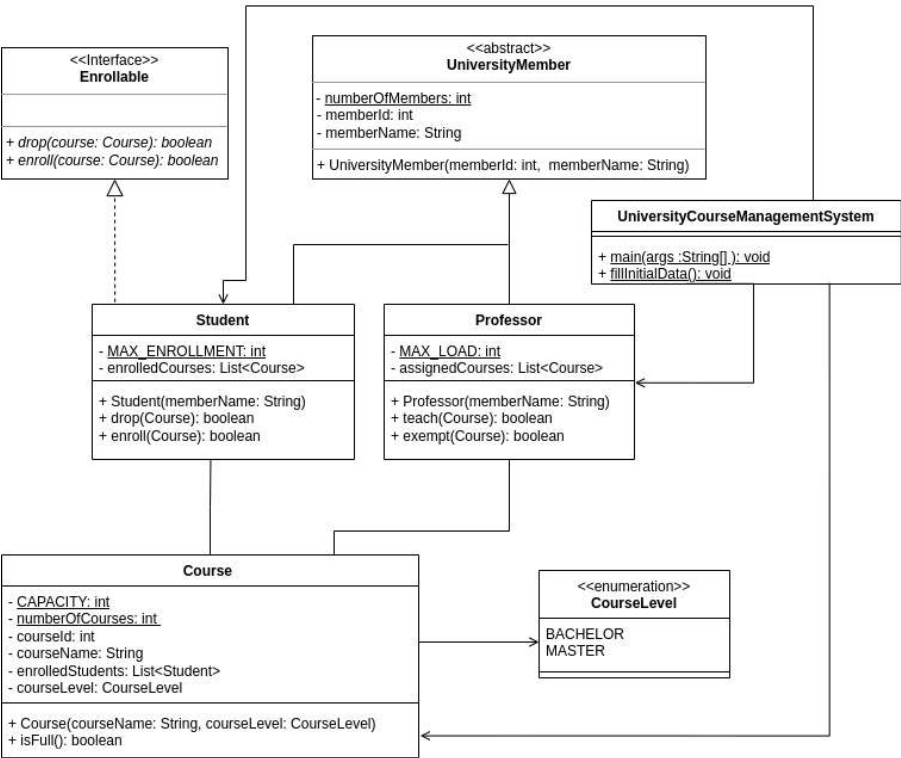 <<Interface>>
Enrollable
+ drop(course: Course): boolean
+ enroll(course: Course): boolean
<<abstract>>
UniversityMember
- numberOfMembers: int
- memberId: int
- memberName: String
+ UniversityMember(memberId: int, memberName: String)
UniversityCourseManagementSystem
+ main(args :String[] ): void
+ fillInitialData(): void
Student
- MAX_ENROLLMENT: int
- enrolledCourses: List<Course>
+ Student(memberName: String)
+ drop(Course): boolean
+ enroll(Course): boolean
Professor
- MAX_LOAD: int
- assignedCourses: List<Course>
+ Professor(memberName: String)
+ teach(Course): boolean
+ exempt(Course): boolean
Course
- CAPACITY: int
- numberOfCourses: int
- courseId: int
- courseName: String
- enrolledStudents: List<Student>
- courseLevel: CourseLevel
+ Course(courseName: String, courseLevel: CourseLevel)
+ isFull(): boolean
<<enumeration>>
CourseLevel
BACHELOR
MASTER